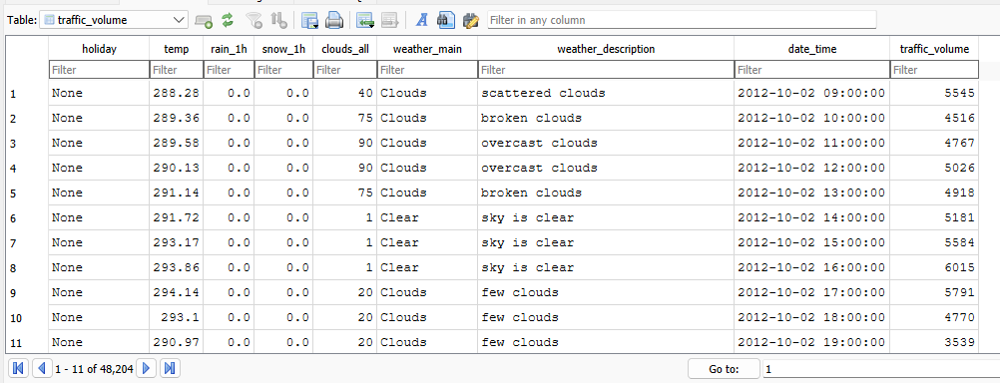 Table: traffic_volume Filter in any column
holiday temp rain_1h snow_1h clouds_all weather_main weather_description date_time traffic_volume
Filter Filter Filter Filter Filter Filter Filter Filter Filter
1 None 288.28 0.0 0.0 40 Clouds scattered clouds 2012-10-02 09:00:00 5545
2 None 289.36 0.0 0.0 75 Clouds broken clouds 2012-10-02 10:00:00 4516
3 None 289.58 0.0 0.0 90 Clouds overcast clouds 2012-10-02 11:00:00 4767
4 None 290.13 0.0 0.0 90 Clouds overcast clouds 2012-10-02 12:00:00 5026
5 None 291.14 0.0 0.0 75 Clouds broken clouds 2012-10-02 13:00:00 4918
6 None 291.72 0.0 0.0 1 Clear sky is clear 2012-10-02 14:00:00 5181
7 None 293.17 0.0 0.0 1 Clear sky is clear 2012-10-02 15:00:00 5584
8 None 293.86 0.0 0.0 1 Clear sky is clear 2012-10-02 16:00:00 6015
9 None 294.14 0.0 0.0 20 Clouds few clouds 2012-10-02 17:00:00 5791
10 None 293.1 0.0 0.0 20 Clouds few clouds 2012-10-02 18:00:00 4770
11 None 290.97 0.0 0.0 20 Clouds few clouds 2012-10-02 19:00:00 3539
1 - 11 of 48,204 Go to: 1